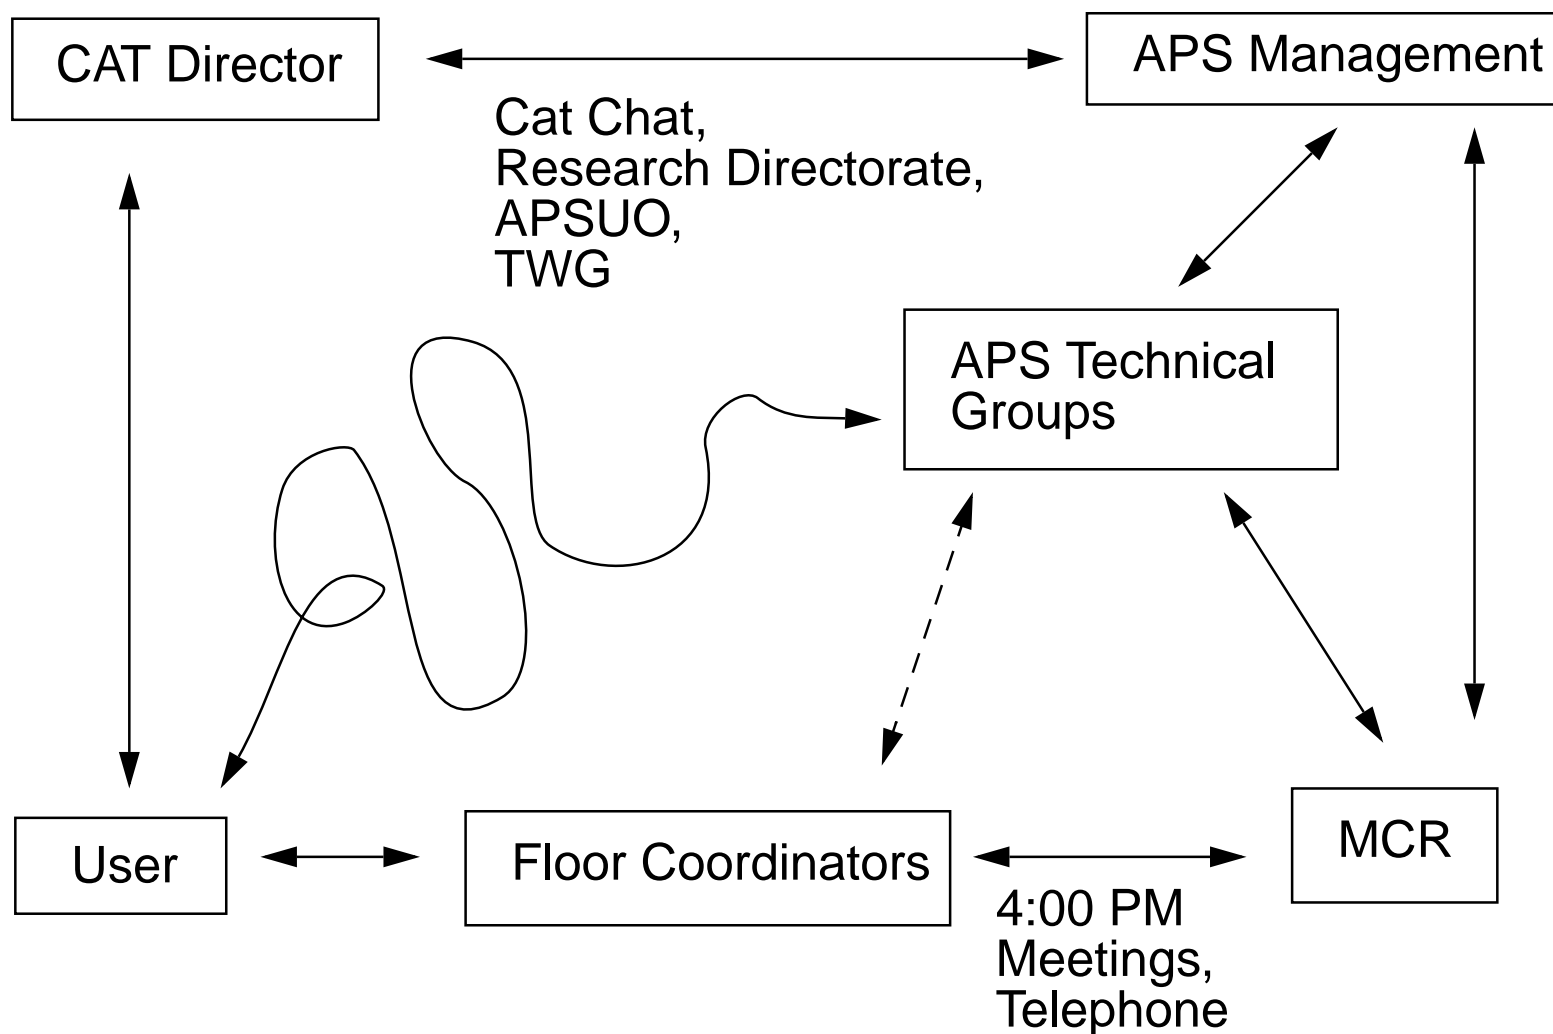 CAT Director
APS Management
Cat Chat,
Research Directorate,
APSUO,
TWG
APS Technical
Groups
User
Floor Coordinators
MCR
4:00 PM
Meetings,
Telephone